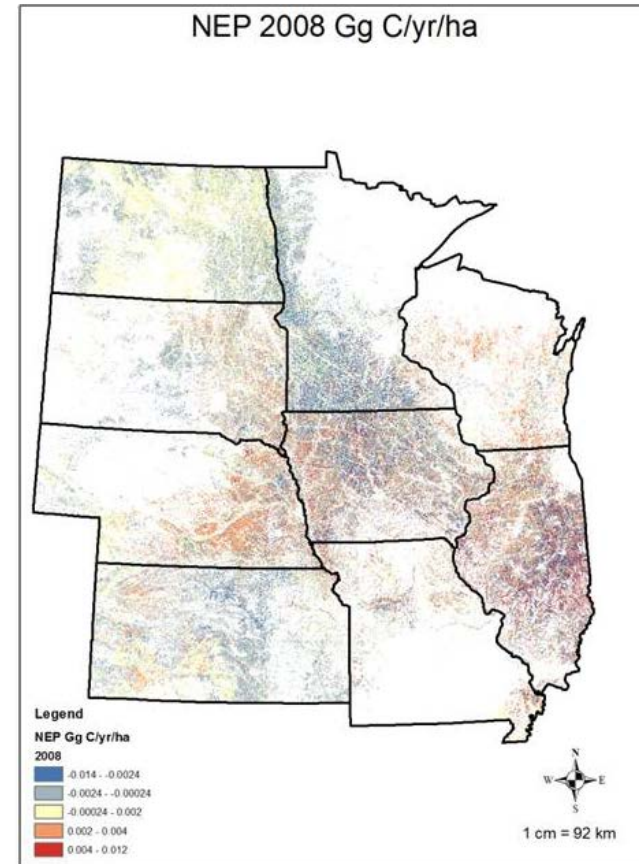 NEP 2008 Gg C/yr/ha
Legend
NEP Gg C/yr/ha
2008
-0.014 - -0.0024
-0.0024 - -0.00024
-0.00024 - 0.002
0.002 - 0.004
0.004 - 0.012
N
W E
S
1 cm = 92 km